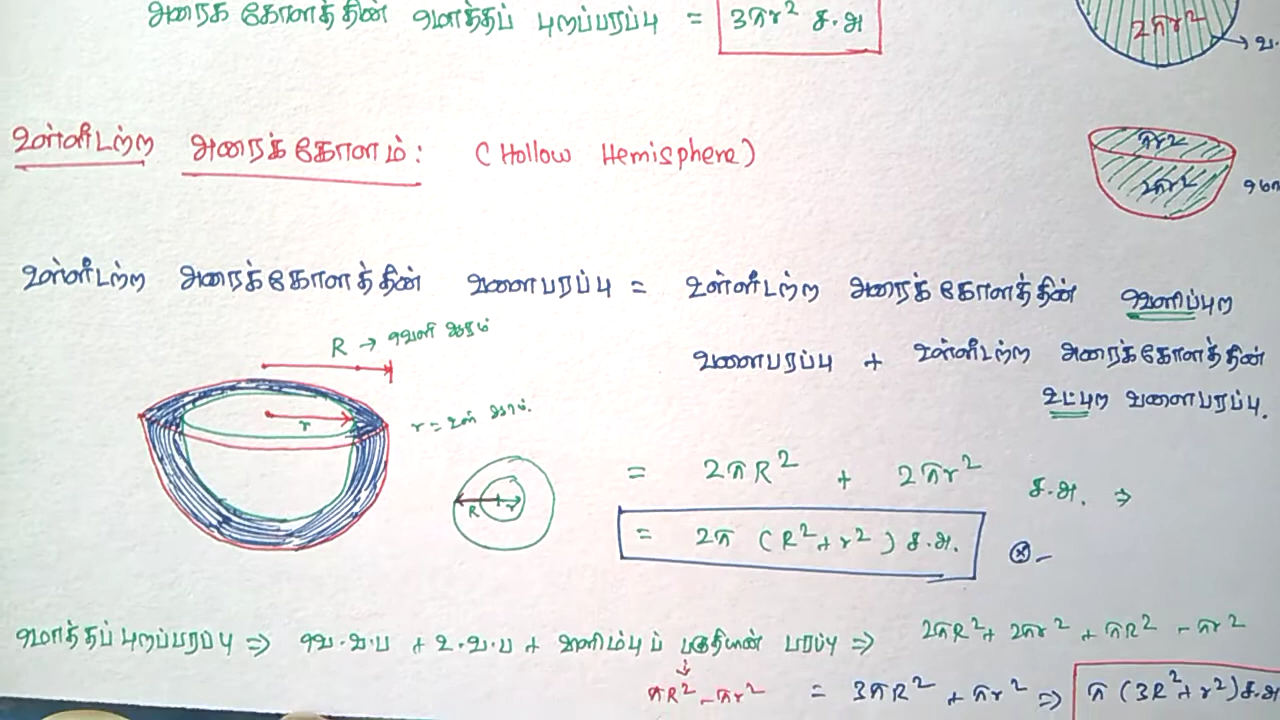 அரைக் கோளத்தின் மொத்தப் புறப்பரப்பு = 3πr² ச.அ
2πr²
உள்ளீடற்ற அரைக்கோளம்: (Hollow Hemisphere)
πr²
2πr²
உள்ளீடற்ற அரைக்கோளத்தின் வளைபரப்பு = உள்ளீடற்ற அரைக்கோளத்தின் வெளிப்புற
வளைபரப்பு + உள்ளீடற்ற அரைக்கோளத்தின்
உட்புற வளைபரப்பு.
R → வெளி ஆரம்
r
r = உள் ஆரம்.
R r
= 2πR² + 2πr² ச.அ. ⇒
= 2π (R²+r²) ச.அ.
மொத்தப்புறப்பரப்பு ⇒ வெ.வ.ப + உ.வ.ப + விளிம்புப் பகுதியின் பரப்பு ⇒ 2πR² + 2πr² + πR² - πr²
πR² - πr² = 3πR² + πr² ⇒ π (3R²+r²) ச.அ